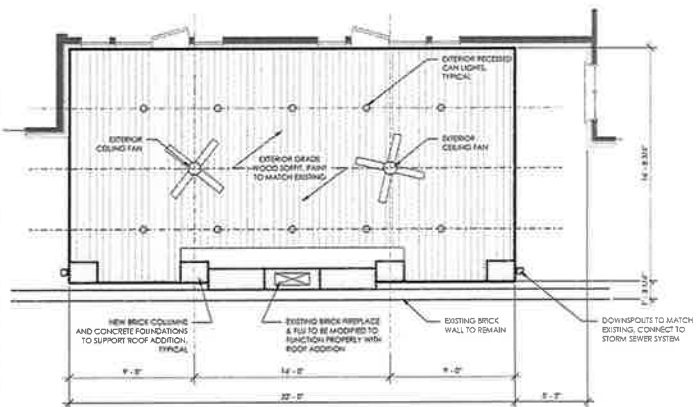 EXTERIOR RECESSED
CAN LIGHTS,
TYPICAL
EXTERIOR
CEILING FAN
EXTERIOR GRADE
WOOD SOFFIT, PAINT
TO MATCH EXISTING
EXTERIOR
CEILING FAN
NEW BRICK COLUMNS
AND CONCRETE FOUNDATIONS
TO SUPPORT ROOF ADDITION,
TYPICAL
EXISTING BRICK FIREPLACE
& FLU TO BE MODIFIED TO
FUNCTION PROPERLY WITH
ROOF ADDITION
EXISTING BRICK
WALL TO REMAIN
DOWNSPOUTS TO MATCH
EXISTING, CONNECT TO
STORM SEWER SYSTEM
9' - 0"
14' - 0"
9' - 0"
32' - 0"